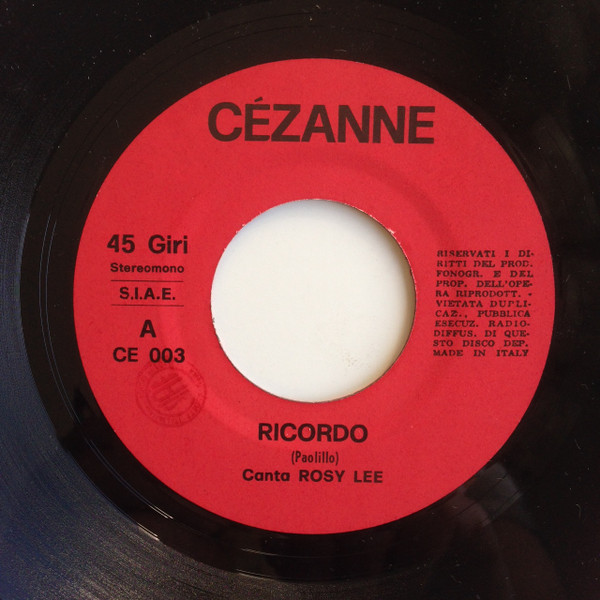 CÉZANNE
45 Giri
Stereomono
S.I.A.E.
A
CE 003
RISERVATI I DI-
RITTI DEL PROD.
FONOGR. E DEL
PROP. DELL'OPE-
RA RIPRODOTT. -
VIETATA DUPLI-
CAZ., PUBBLICA
ESECUZ. RADIO-
DIFFUS. DI QUE-
STO DISCO DEP.
MADE IN ITALY
RICORDO
(Paolillo)
Canta ROSY LEE